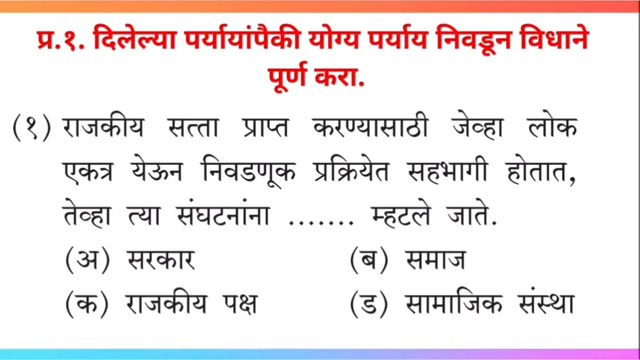 प्र.१. दिलेल्या पर्यायांपैकी योग्य पर्याय निवडून विधाने
पूर्ण करा.
(१) राजकीय सत्ता प्राप्त करण्यासाठी जेव्हा लोक
एकत्र येऊन निवडणूक प्रक्रियेत सहभागी होतात,
तेव्हा त्या संघटनांना ....... म्हटले जाते.
(अ) सरकार (ब) समाज
(क) राजकीय पक्ष (ड) सामाजिक संस्था